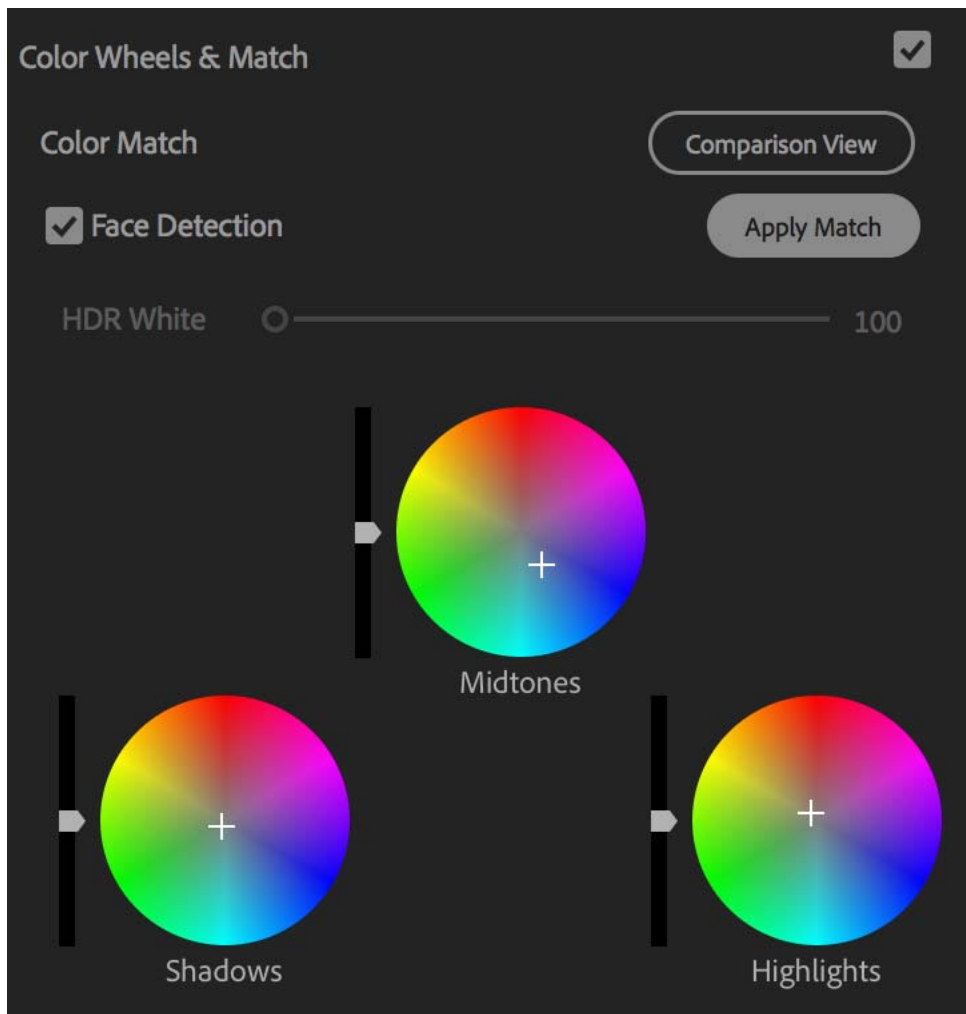 Color Wheels & Match
Color Match
Comparison View
Face Detection
Apply Match
HDR White
100
Midtones
Shadows
Highlights